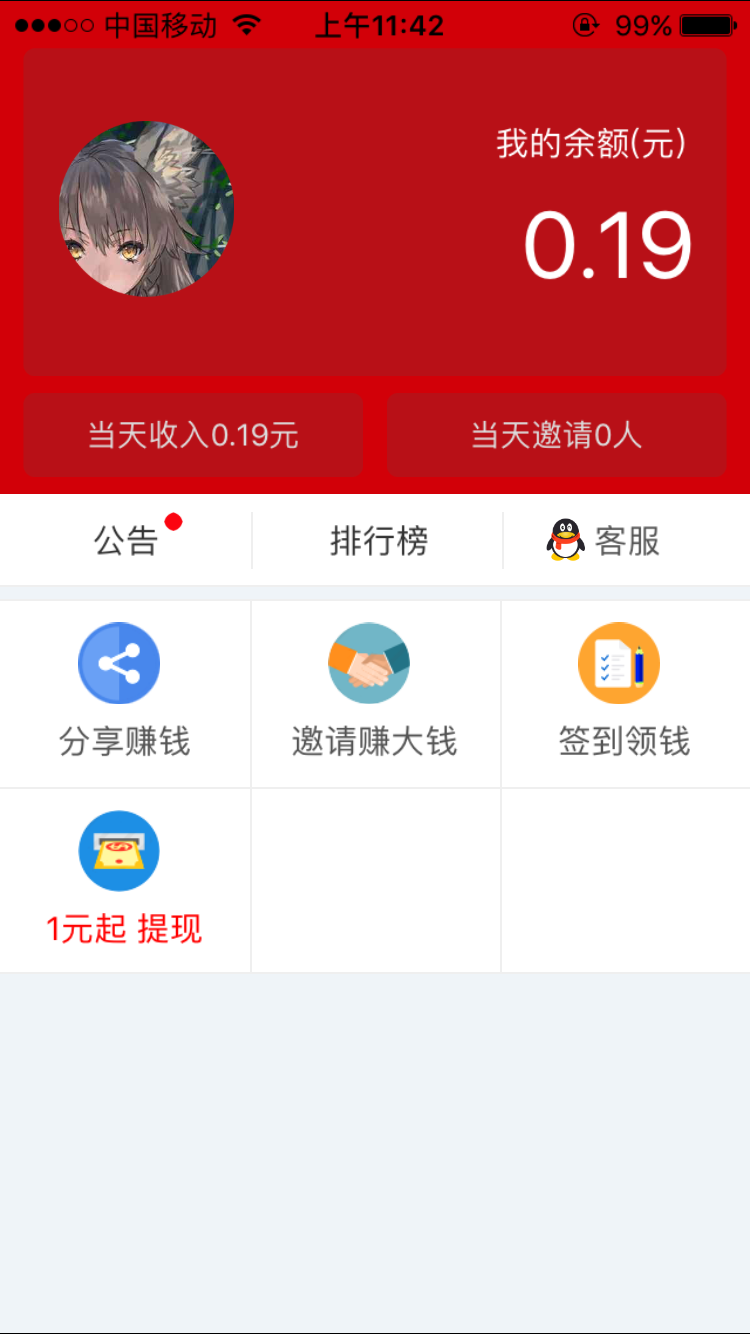 中国移动 上午11:42 99%
我的余额(元)
0.19
当天收入0.19元 当天邀请0人
公告 排行榜 客服
分享赚钱 邀请赚大钱 签到领钱
1元起 提现